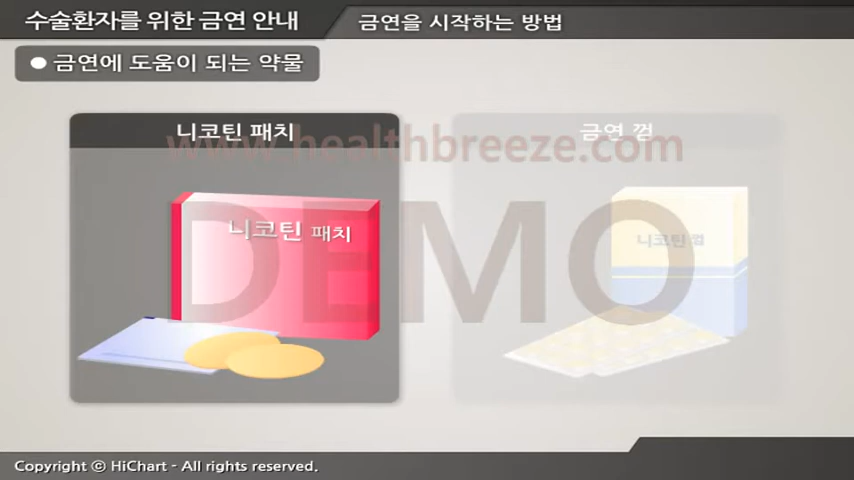 수술환자를 위한 금연 안내
금연을 시작하는 방법
● 금연에 도움이 되는 약물
니코틴 패치
금연 껌
www.healthbreeze.com
니코틴 패치
니코틴 껌
DEMO
Copyright ⓒ HiChart - All rights reserved.